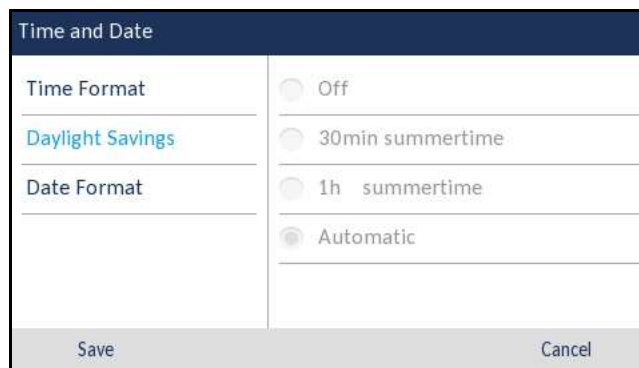 Time and Date
Time Format
Daylight Savings
Date Format
Off
30min summertime
1h summertime
Automatic
Save
Cancel